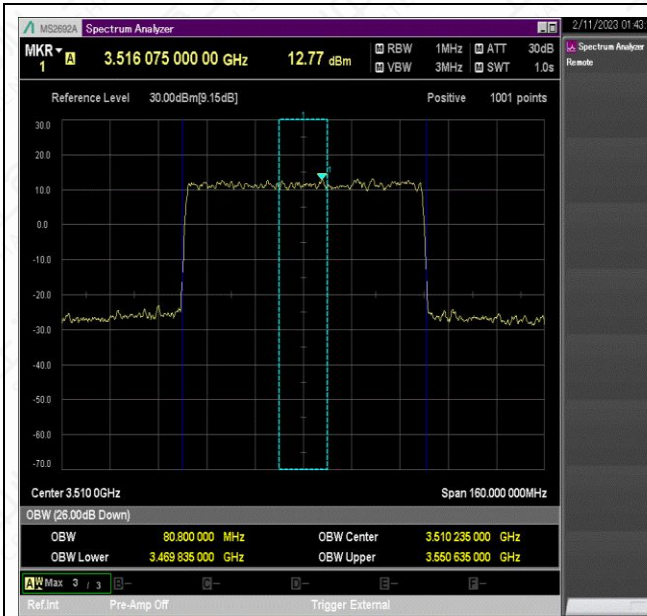 MS2692A Spectrum Analyzer
2/11/2023 01:43:
MKR 1 A 3.516 075 000 00 GHz 12.77 dBm
M RBW 1MHz M ATT 30dB
M VBW 3MHz M SWT 1.0s
Spectrum Analyzer
Remote
Reference Level 30.00dBm[9.15dB] Positive 1001 points
30.0
20.0
10.0
0.0
-10.0
-20.0
-30.0
-40.0
-50.0
-60.0
-70.0
1
Center 3.510 0GHz Span 160.000 000MHz
OBW (26.00dB Down)
OBW 80.800 000 MHz OBW Center 3.510 235 000 GHz
OBW Lower 3.469 835 000 GHz OBW Upper 3.550 635 000 GHz
A W Max 3 / 3 B- C- D- E- F-
Ref.Int Pre-Amp Off Trigger External